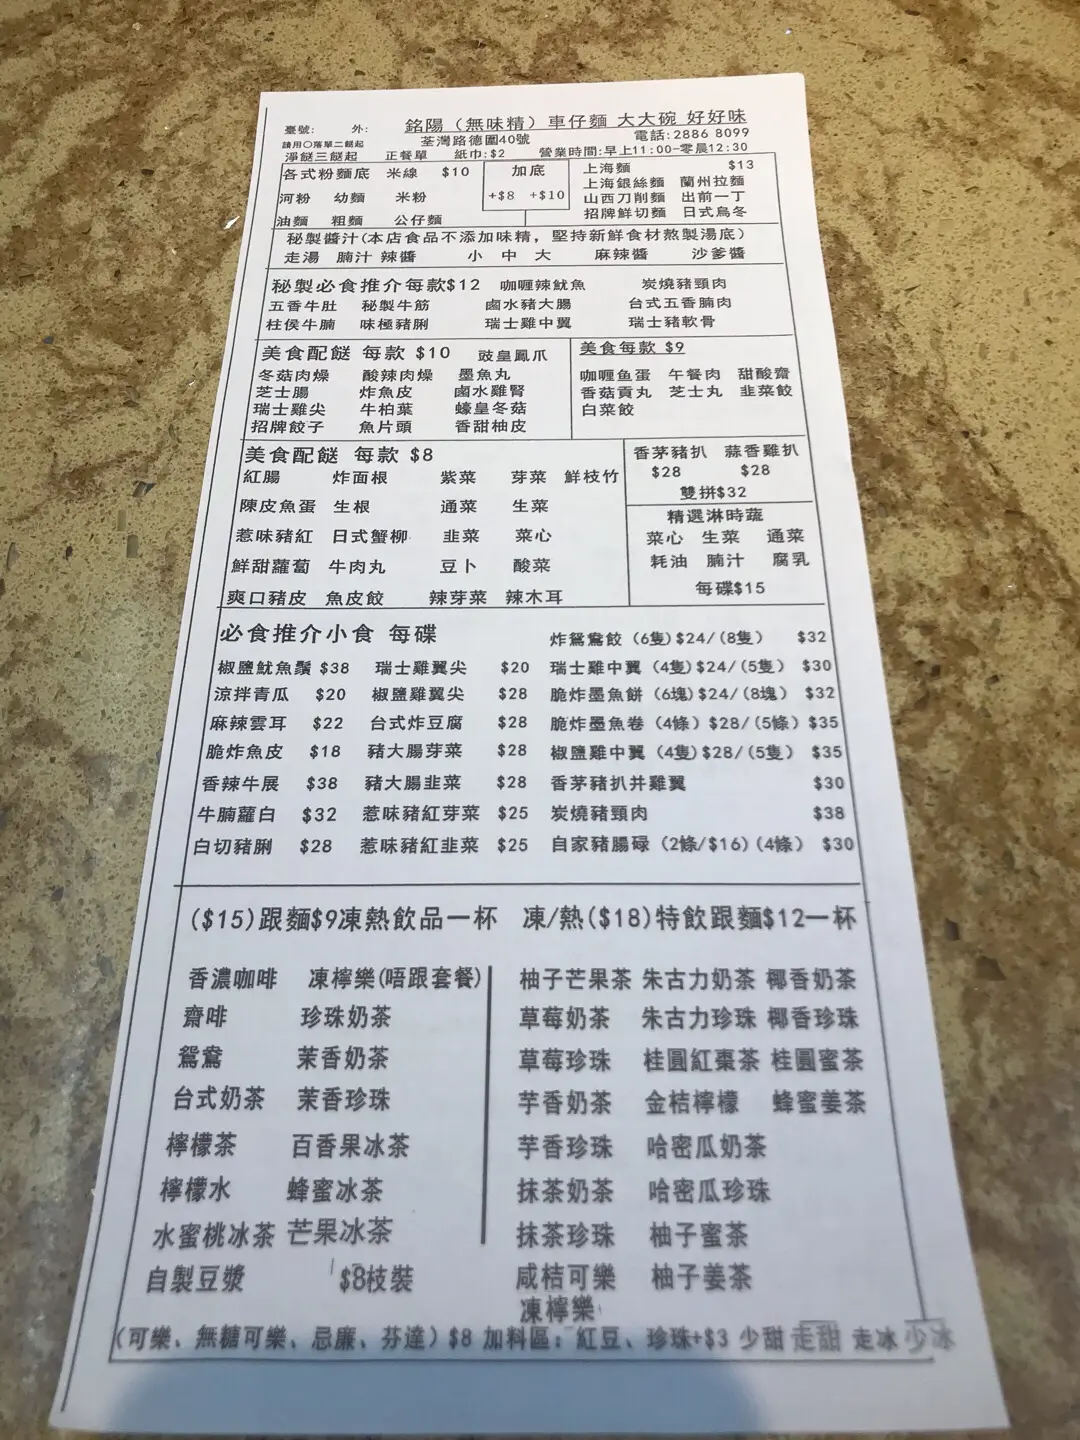 銘陽（無味精）車仔麵 大大碗 好好味
臺號: 外: 荃灣路德圍40號 電話:2886 8099
請用○落單二餸起
淨餸三餸起 正餐單 紙巾:$2 營業時間:早上11:00-零晨12:30
各式粉麵底 米線 $10
河粉 幼麵 米粉
油麵 粗麵 公仔麵
加底
+$8 +$10
上海麵 $13
上海銀絲麵 蘭州拉麵
山西刀削麵 出前一丁
招牌鮮切麵 日式烏冬
秘製醬汁(本店食品不添加味精，堅持新鮮食材熬製湯底)
走湯 腩汁 辣醬 小 中 大 麻辣醬 沙爹醬
秘製必食推介每款$12 咖喱辣魷魚 炭燒豬頸肉
五香牛肚 秘製牛筋 鹵水豬大腸 台式五香腩肉
柱侯牛腩 味極豬脷 瑞士雞中翼 瑞士豬軟骨
美食配餸 每款 $10 豉皇鳳爪
冬菇肉燥 酸辣肉燥 墨魚丸
芝士腸 炸魚皮 鹵水雞腎
瑞士雞尖 牛柏葉 蠔皇冬菇
招牌餃子 魚片頭 香甜柚皮
美食每款 $9
咖喱鱼蛋 午餐肉 甜酸齋
香菇貢丸 芝士丸 韭菜餃
白菜餃
美食配餸 每款 $8
紅腸 炸面根 紫菜 芽菜 鮮枝竹
陳皮魚蛋 生根 通菜 生菜
惹味豬紅 日式蟹柳 韭菜 菜心
鮮甜蘿蔔 牛肉丸 豆卜 酸菜
爽口豬皮 魚皮餃 辣芽菜 辣木耳
香茅豬扒 蒜香雞扒
$28 $28
雙拼$32
精選淋時蔬
菜心 生菜 通菜
耗油 腩汁 腐乳
每碟$15
必食推介小食 每碟 炸鴛鴦餃（6隻）$24/（8隻） $32
椒鹽魷魚鬚 $38 瑞士雞翼尖 $20 瑞士雞中翼（4隻）$24/（5隻） $30
涼拌青瓜 $20 椒鹽雞翼尖 $28 脆炸墨魚餅（6塊）$24/（8塊） $32
麻辣雲耳 $22 台式炸豆腐 $28 脆炸墨魚卷（4條）$28/（5條）$35
脆炸魚皮 $18 豬大腸芽菜 $28 椒鹽雞中翼（4隻）$28/（5隻） $35
香辣牛展 $38 豬大腸韭菜 $28 香茅豬扒并雞翼 $30
牛腩蘿白 $32 惹味豬紅芽菜 $25 炭燒豬頸肉 $38
白切豬脷 $28 惹味豬紅韭菜 $25 自家豬腸碌（2條/$16）(4條） $30
($15)跟麵$9凍熱飲品一杯 凍/熱($18)特飲跟麵$12一杯
香濃咖啡 凍檸樂(唔跟套餐)
齋啡 珍珠奶茶
鴛鴦 茉香奶茶
台式奶茶 茉香珍珠
檸檬茶 百香果冰茶
檸檬水 蜂蜜冰茶
水蜜桃冰茶 芒果冰茶
自製豆漿 $8枝裝
柚子芒果茶 朱古力奶茶 椰香奶茶
草莓奶茶 朱古力珍珠 椰香珍珠
草莓珍珠 桂圓紅棗茶 桂圓蜜茶
芋香奶茶 金桔檸檬 蜂蜜姜茶
芋香珍珠 哈密瓜奶茶
抹茶奶茶 哈密瓜珍珠
抹茶珍珠 柚子蜜茶
咸桔可樂 柚子姜茶
凍檸樂
（可樂、無糖可樂、忌廉、芬達）$8 加料區：紅豆、珍珠+$3 少甜 走甜 走冰 少冰